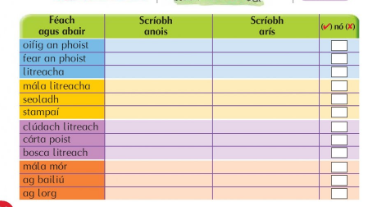 Féach Scríobh Scríobh (✔) nó (✘)
agus abair anois arís
oifig an phoist
fear an phoist
litreacha
mála litreacha
seoladh
stampaí
clúdach litreach
cárta poist
bosca litreach
mála mór
ag bailiú
ag lorg